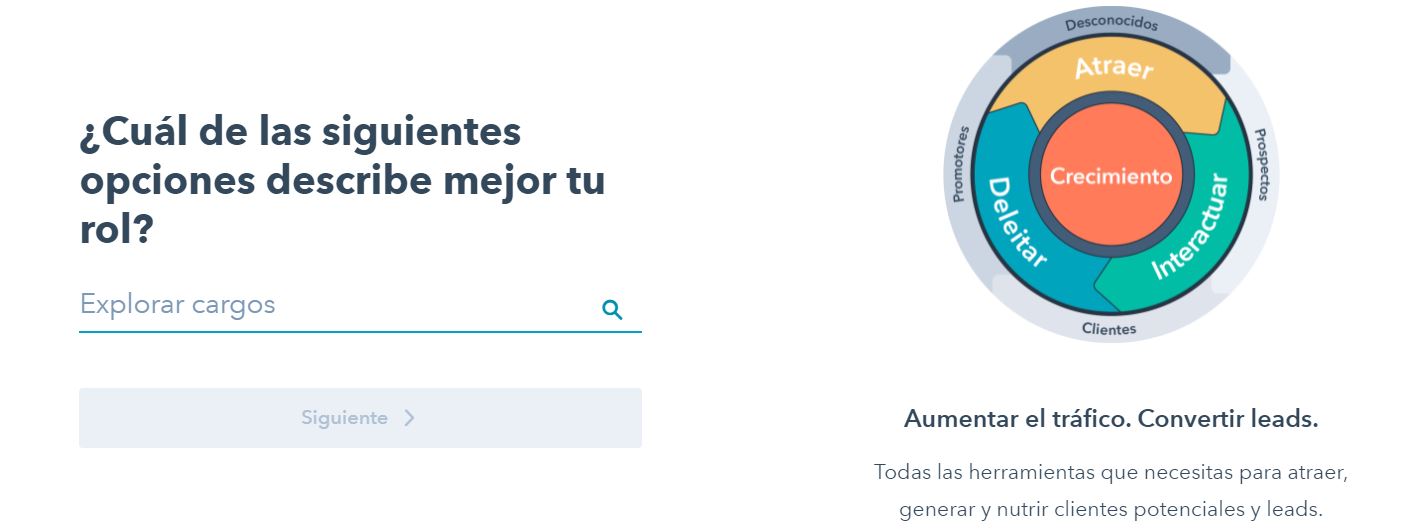 ¿Cuál de las siguientes
opciones describe mejor tu
rol?
Explorar cargos
Siguiente
Desconocidos
Atraer
Promotores
Prospectos
Crecimiento
Deleitar
Interactuar
Clientes
Aumentar el tráfico. Convertir leads.
Todas las herramientas que necesitas para atraer,
generar y nutrir clientes potenciales y leads.